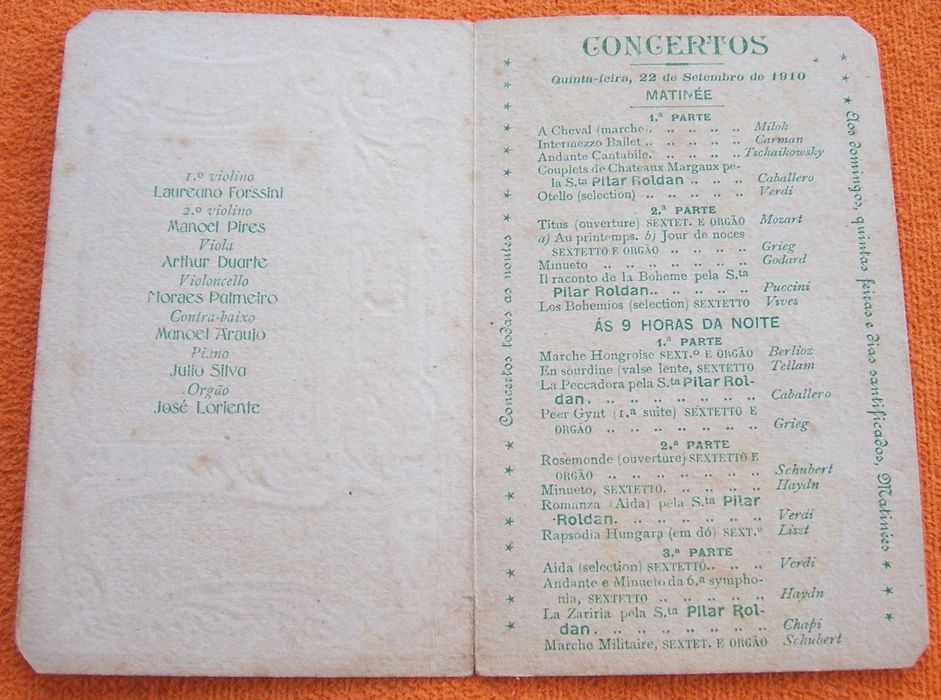 1.º violino
Laureano Forssini
2.º violino
Manoel Pires
Viola
Arthur Duarte
Violoncello
Moraes Palmeiro
Contra-baixo
Manoel Araujo
Piano
Julio Silva
Orgão
José Loriente
Concertos todas as noutes
CONCERTOS
Quinta-feira, 22 de Setembro de 1910
MATINÉE
1.ª PARTE
A Cheval (marche).. .. .. .. .. Milok
Intermezzo Ballet .. .. .. .. .. Carman
Andante Cantabile. .. .. .. .. Tschaikowsky
Couplets de Chateaux Margaux pe-
la S.ta Pilar Roldan .. .. .. Caballero
Otello (selection) .. .. .. .. .. Verdi
2.ª PARTE
Titus (ouverture) SEXTET. E ORGÃO Mozart
a) Au printemps. b) Jour de noces
SEXTETTO E ORGÃO .. .. .. .. Grieg
Minueto .. .. .. .. .. .. .. Godard
Il raconto de la Boheme pela S.ta
Pilar Roldan.. .. .. .. .. Puccini
Los Bohemios (selection) SEXTETTO Vives
ÁS 9 HORAS DA NOITE
1.ª PARTE
Marche Hongroise SEXT.º E ORGÃO Berlioz
En sourdine (valse lente, SEXTETTO Tellam
La Peccadora pela S.ta Pilar Rol-
dan. .. .. .. .. .. .. .. Caballero
Peer Gynt (1.ª suite) SEXTETTO E
ORGÃO .. .. .. .. .. .. .. Grieg
2.ª PARTE
Rosemonde (ouverture) SEXTETTO E
ORGÃO .. .. .. .. .. .. .. Schubert
Minueto, SEXTETTO. .. .. .. .. Haydn
Romanza (Aida) pela S.ta Pilar
Roldan. .. .. .. .. .. .. Verdi
Rapsodia Hungara (em dó) SEXT.º Liszt
3.ª PARTE
Aida (selection) SEXTETTO.. .. .. Verdi
Andante e Minueto da 6.ª sympho-
nia, SEXTETTO .. .. .. .. .. Haydn
La Zariria pela S.ta Pilar Rol-
dan. .. .. .. .. .. .. .. Chapi
Marche Militaire, SEXTET. E ORGÃO Schubert
Aos domingos, quintas feiras e dias santificados, Matinées